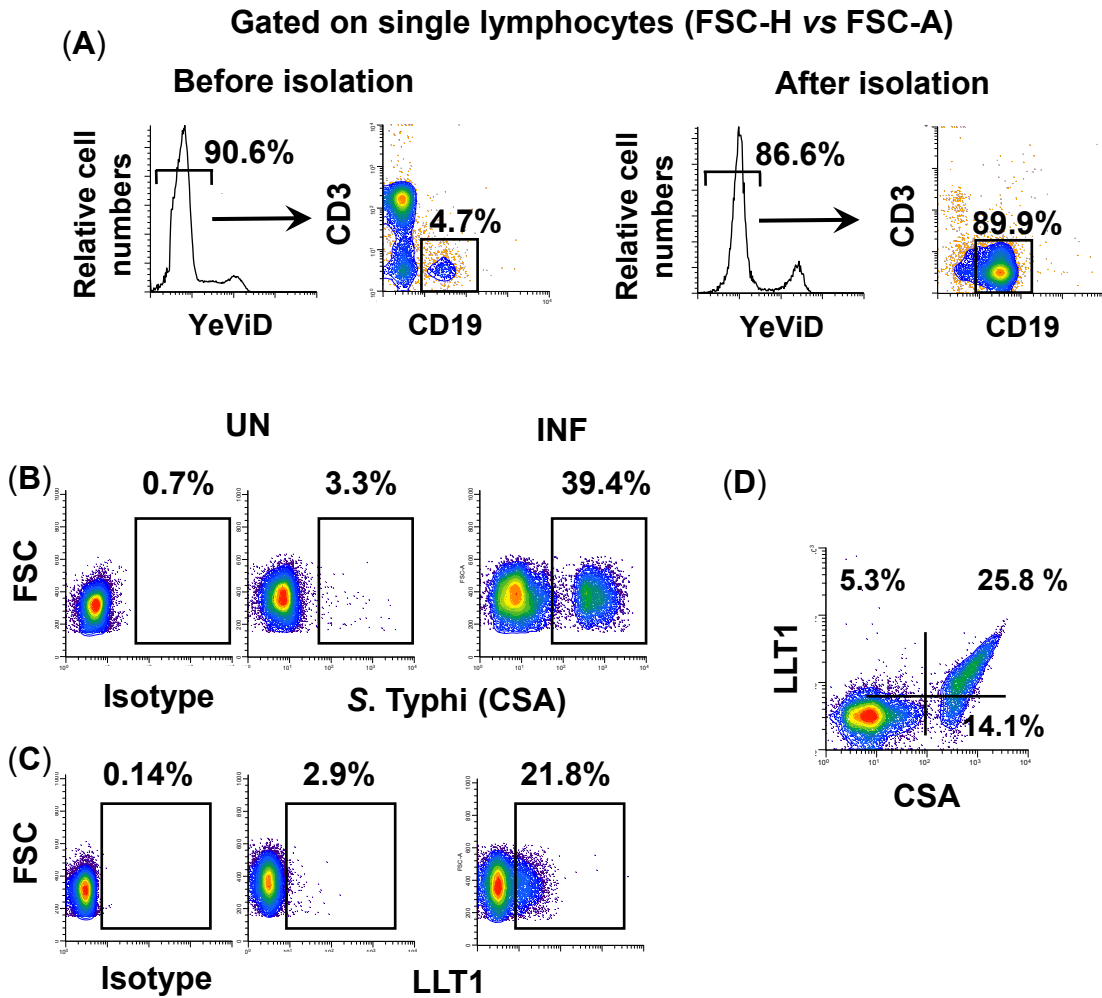 Gated on single lymphocytes (FSC-H vs FSC-A)
(A)
Before isolation
After isolation
Relative cell
numbers
90.6%
YeViD
CD3
4.7%
CD19
Relative cell
numbers
86.6%
YeViD
CD3
89.9%
CD19
UN
INF
(B)
0.7%
3.3%
39.4%
FSC
FSC-A
Isotype
S. Typhi (CSA)
(C)
0.14%
2.9%
21.8%
FSC
FSC-A
Isotype
LLT1
(D)
5.3%
25.8 %
LLT1
14.1%
CSA